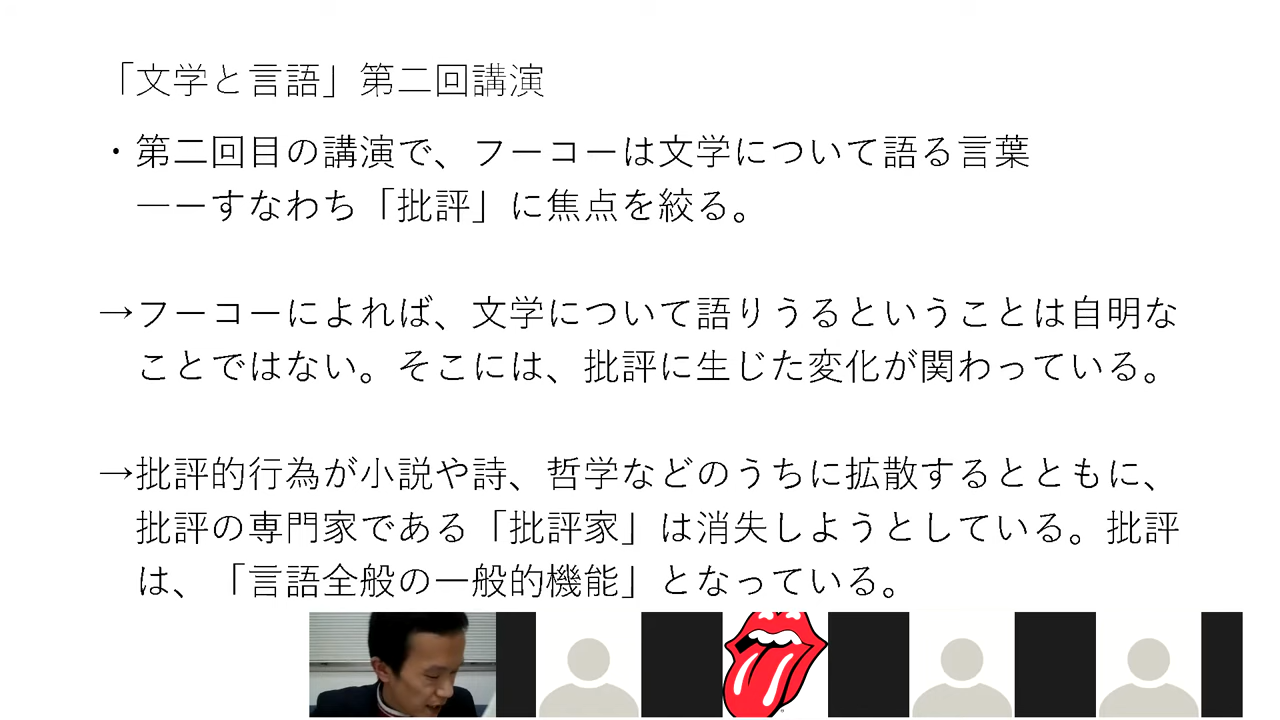 「文学と言語」第二回講演
・第二回目の講演で、フーコーは文学について語る言葉
―ーすなわち「批評」に焦点を絞る。
→フーコーによれば、文学について語りうるということは自明な
ことではない。そこには、批評に生じた変化が関わっている。
→批評的行為が小説や詩、哲学などのうちに拡散するとともに、
批評の専門家である「批評家」は消失しようとしている。批評
は、「言語全般の一般的機能」となっている。